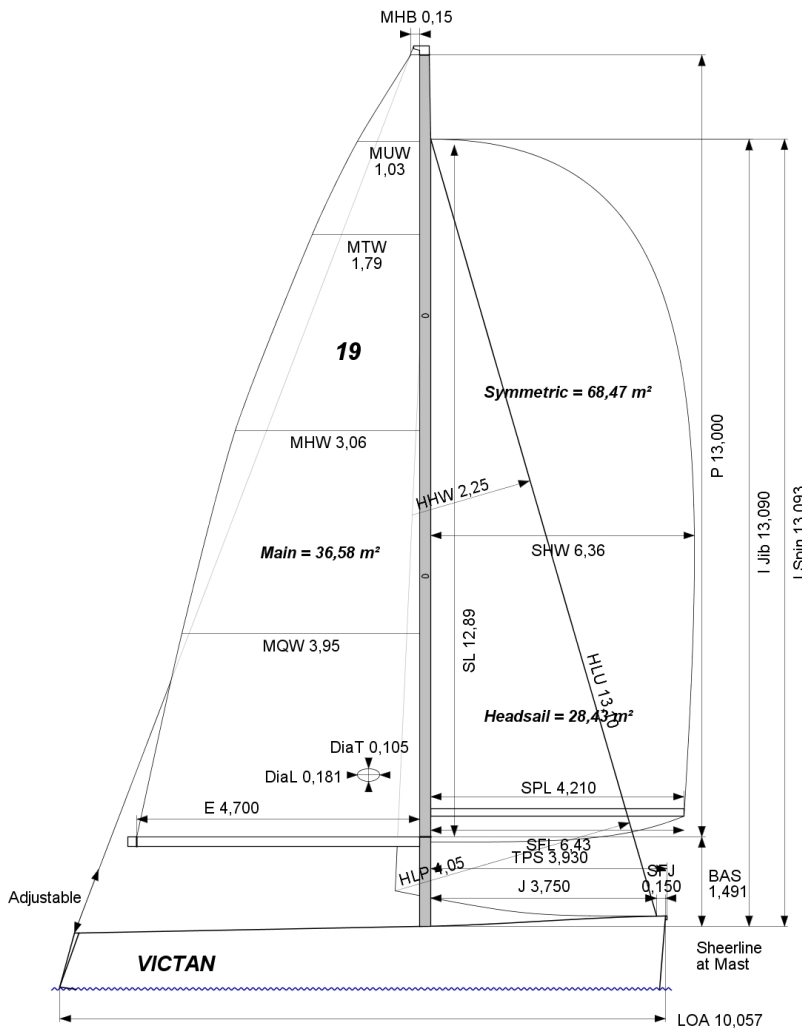 MHB 0,15
MUW
1,03
MTW
1,79
19
Symmetric = 68,47 m²
P 13,000
MHW 3,06
HHW 2,25
I Jib 13,090
I Spin 13,093
Main = 36,58 m²
SHW 6,36
SL 12,89
MQW 3,95
HLU 13,10
Headsail = 28,43 m²
DiaT 0,105
DiaL 0,181
SPL 4,210
E 4,700
SFL 6,43
TPS 3,930
HLP 4,05
SFJ
0,150
BAS
1,491
J 3,750
Adjustable
Sheerline
at Mast
VICTAN
LOA 10,057